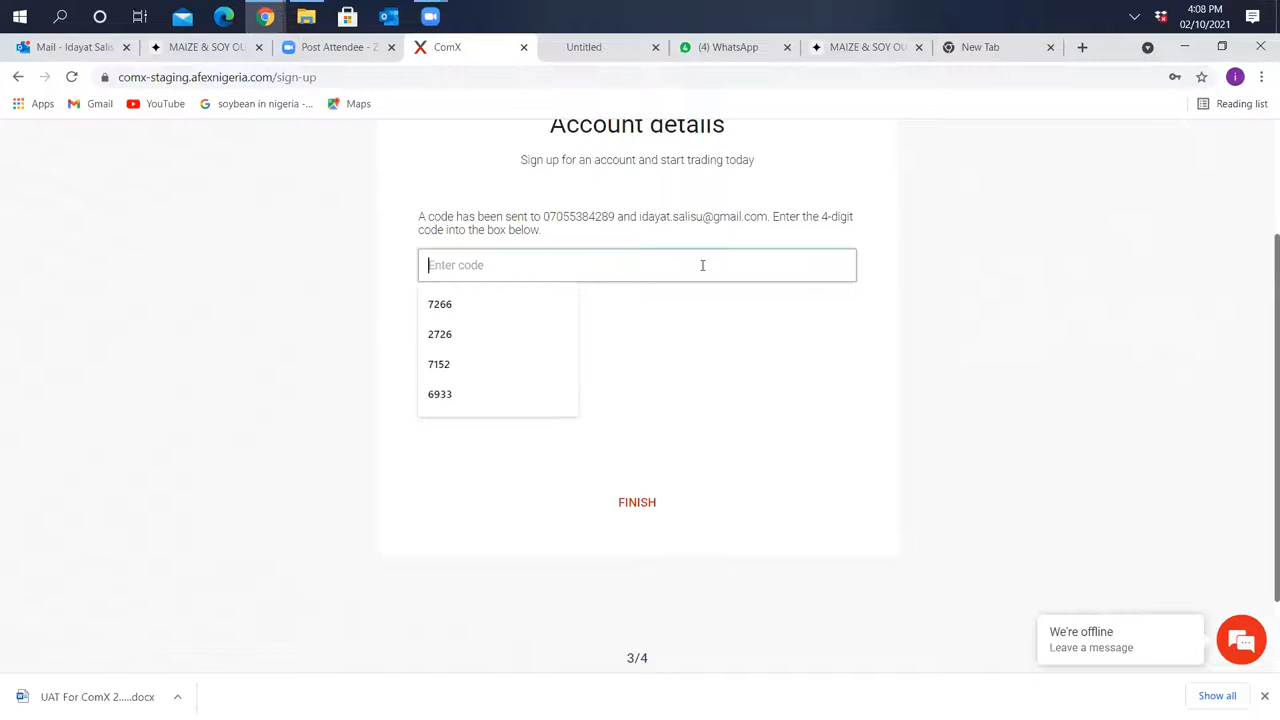 4:08 PM
02/10/2021
Mail - Idayat Salis
MAIZE & SOY OU
Post Attendee - Z
ComX
Untitled
(4) WhatsApp
MAIZE & SOY OU
New Tab
comx-staging.afexnigeria.com/sign-up
i
Apps
Gmail
YouTube
soybean in nigeria -...
Maps
Reading list
Account details
Sign up for an account and start trading today
A code has been sent to 07055384289 and idayat.salisu@gmail.com. Enter the 4-digit
code into the box below.
Enter code
7266
2726
7152
6933
FINISH
We're offline
Leave a message
3/4
UAT For ComX 2.....docx
Show all